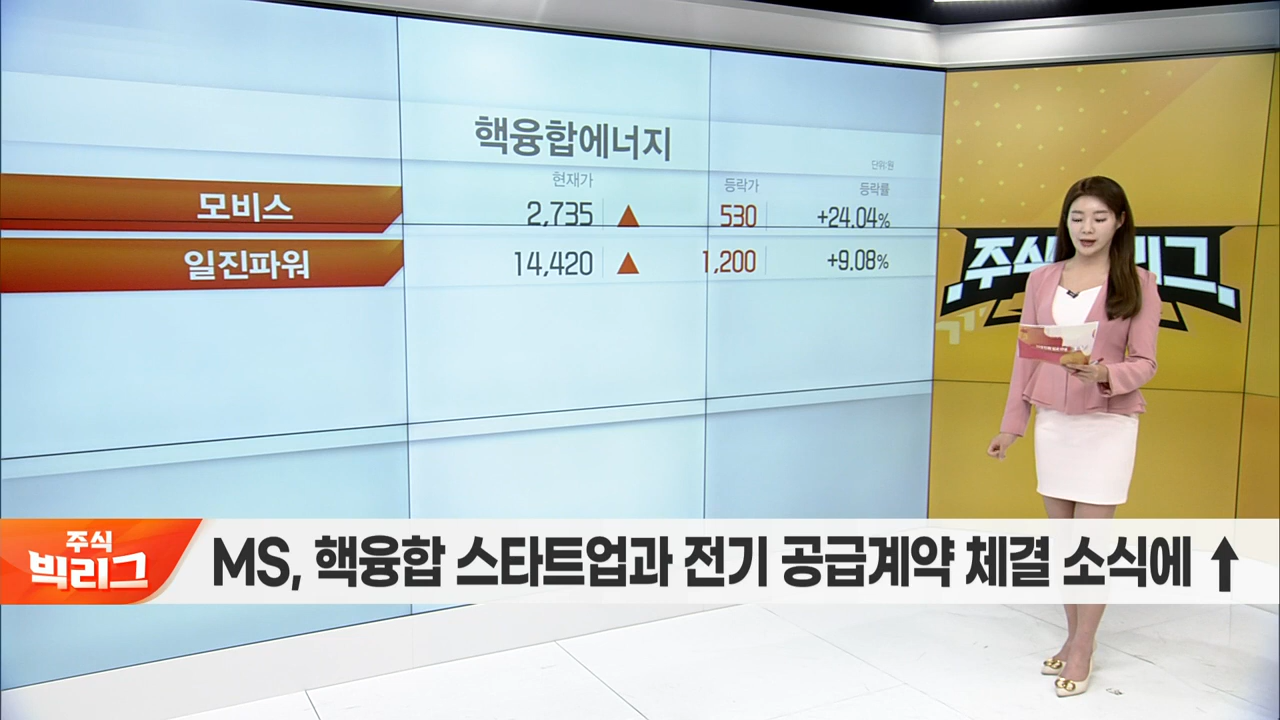 핵융합에너지
단위:원
현재가 등락가 등락률
모비스 2,735 ▲ 530 +24.04%
일진파워 14,420 ▲ 1,200 +9.08%
주식
빅리그
MS, 핵융합 스타트업과 전기 공급계약 체결 소식에 ↑